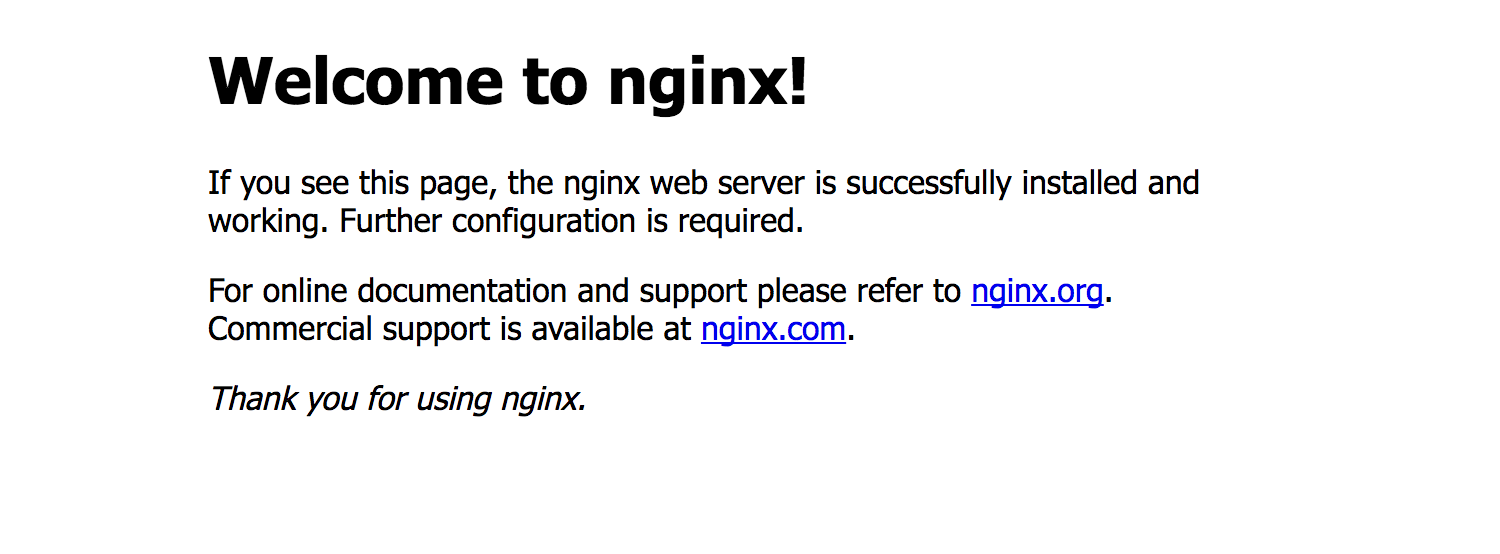 Welcome to nginx!
If you see this page, the nginx web server is successfully installed and
working. Further configuration is required.
For online documentation and support please refer to nginx.org.
Commercial support is available at nginx.com.
Thank you for using nginx.